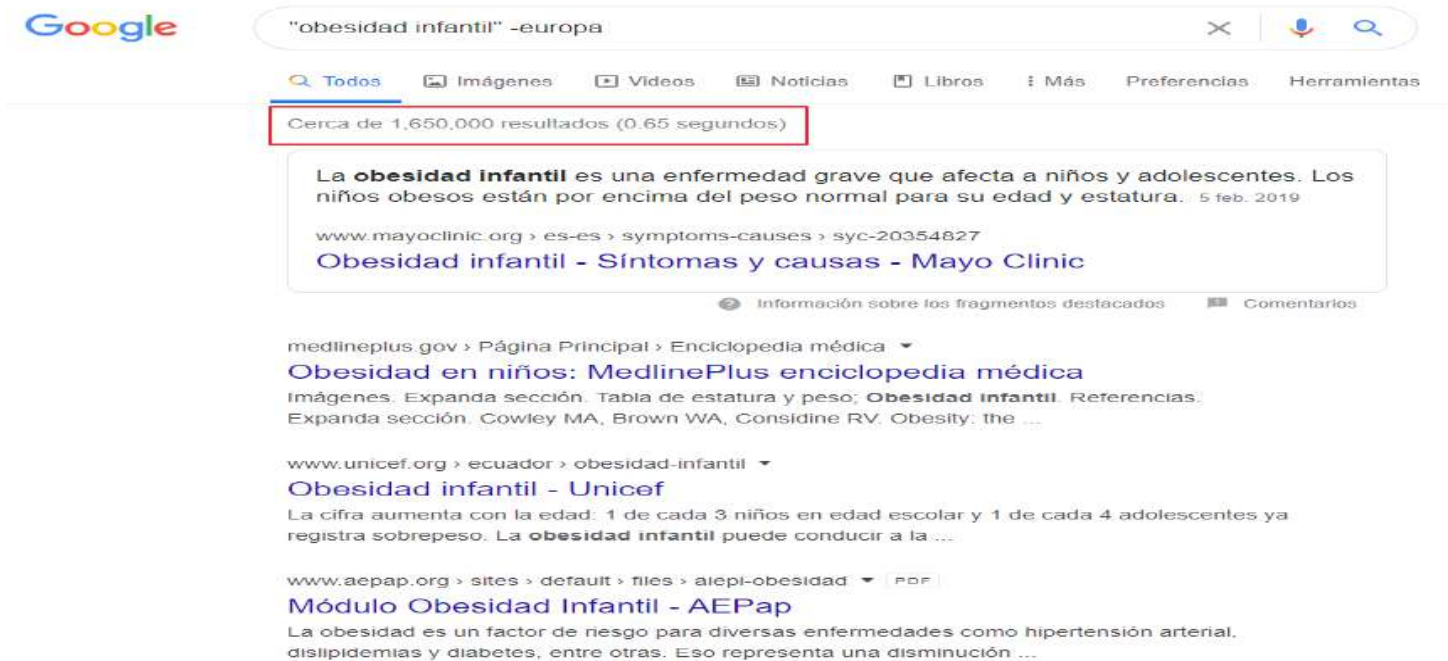 Google
"obesidad infantil" -europa
Todos Imágenes Videos Noticias Libros Más Preferencias Herramientas
Cerca de 1,650,000 resultados (0.65 segundos)
La obesidad infantil es una enfermedad grave que afecta a niños y adolescentes. Los
niños obesos están por encima del peso normal para su edad y estatura. 5 feb. 2019
www.mayoclinic.org › es-es › symptoms-causes › syc-20354827
Obesidad infantil - Síntomas y causas - Mayo Clinic
Información sobre los fragmentos destacados Comentarios
medlineplus.gov › Página Principal › Enciclopedia médica
Obesidad en niños: MedlinePlus enciclopedia médica
Imágenes. Expanda sección. Tabla de estatura y peso; Obesidad infantil. Referencias.
Expanda sección. Cowley MA, Brown WA, Considine RV. Obesity: the ...
www.unicef.org › ecuador › obesidad-infantil
Obesidad infantil - Unicef
La cifra aumenta con la edad: 1 de cada 3 niños en edad escolar y 1 de cada 4 adolescentes ya
registra sobrepeso. La obesidad infantil puede conducir a la ...
www.aepap.org › sites › default › files › aiepi-obesidad PDF
Módulo Obesidad Infantil - AEPap
La obesidad es un factor de riesgo para diversas enfermedades como hipertensión arterial,
dislipidemias y diabetes, entre otras. Eso representa una disminución ...